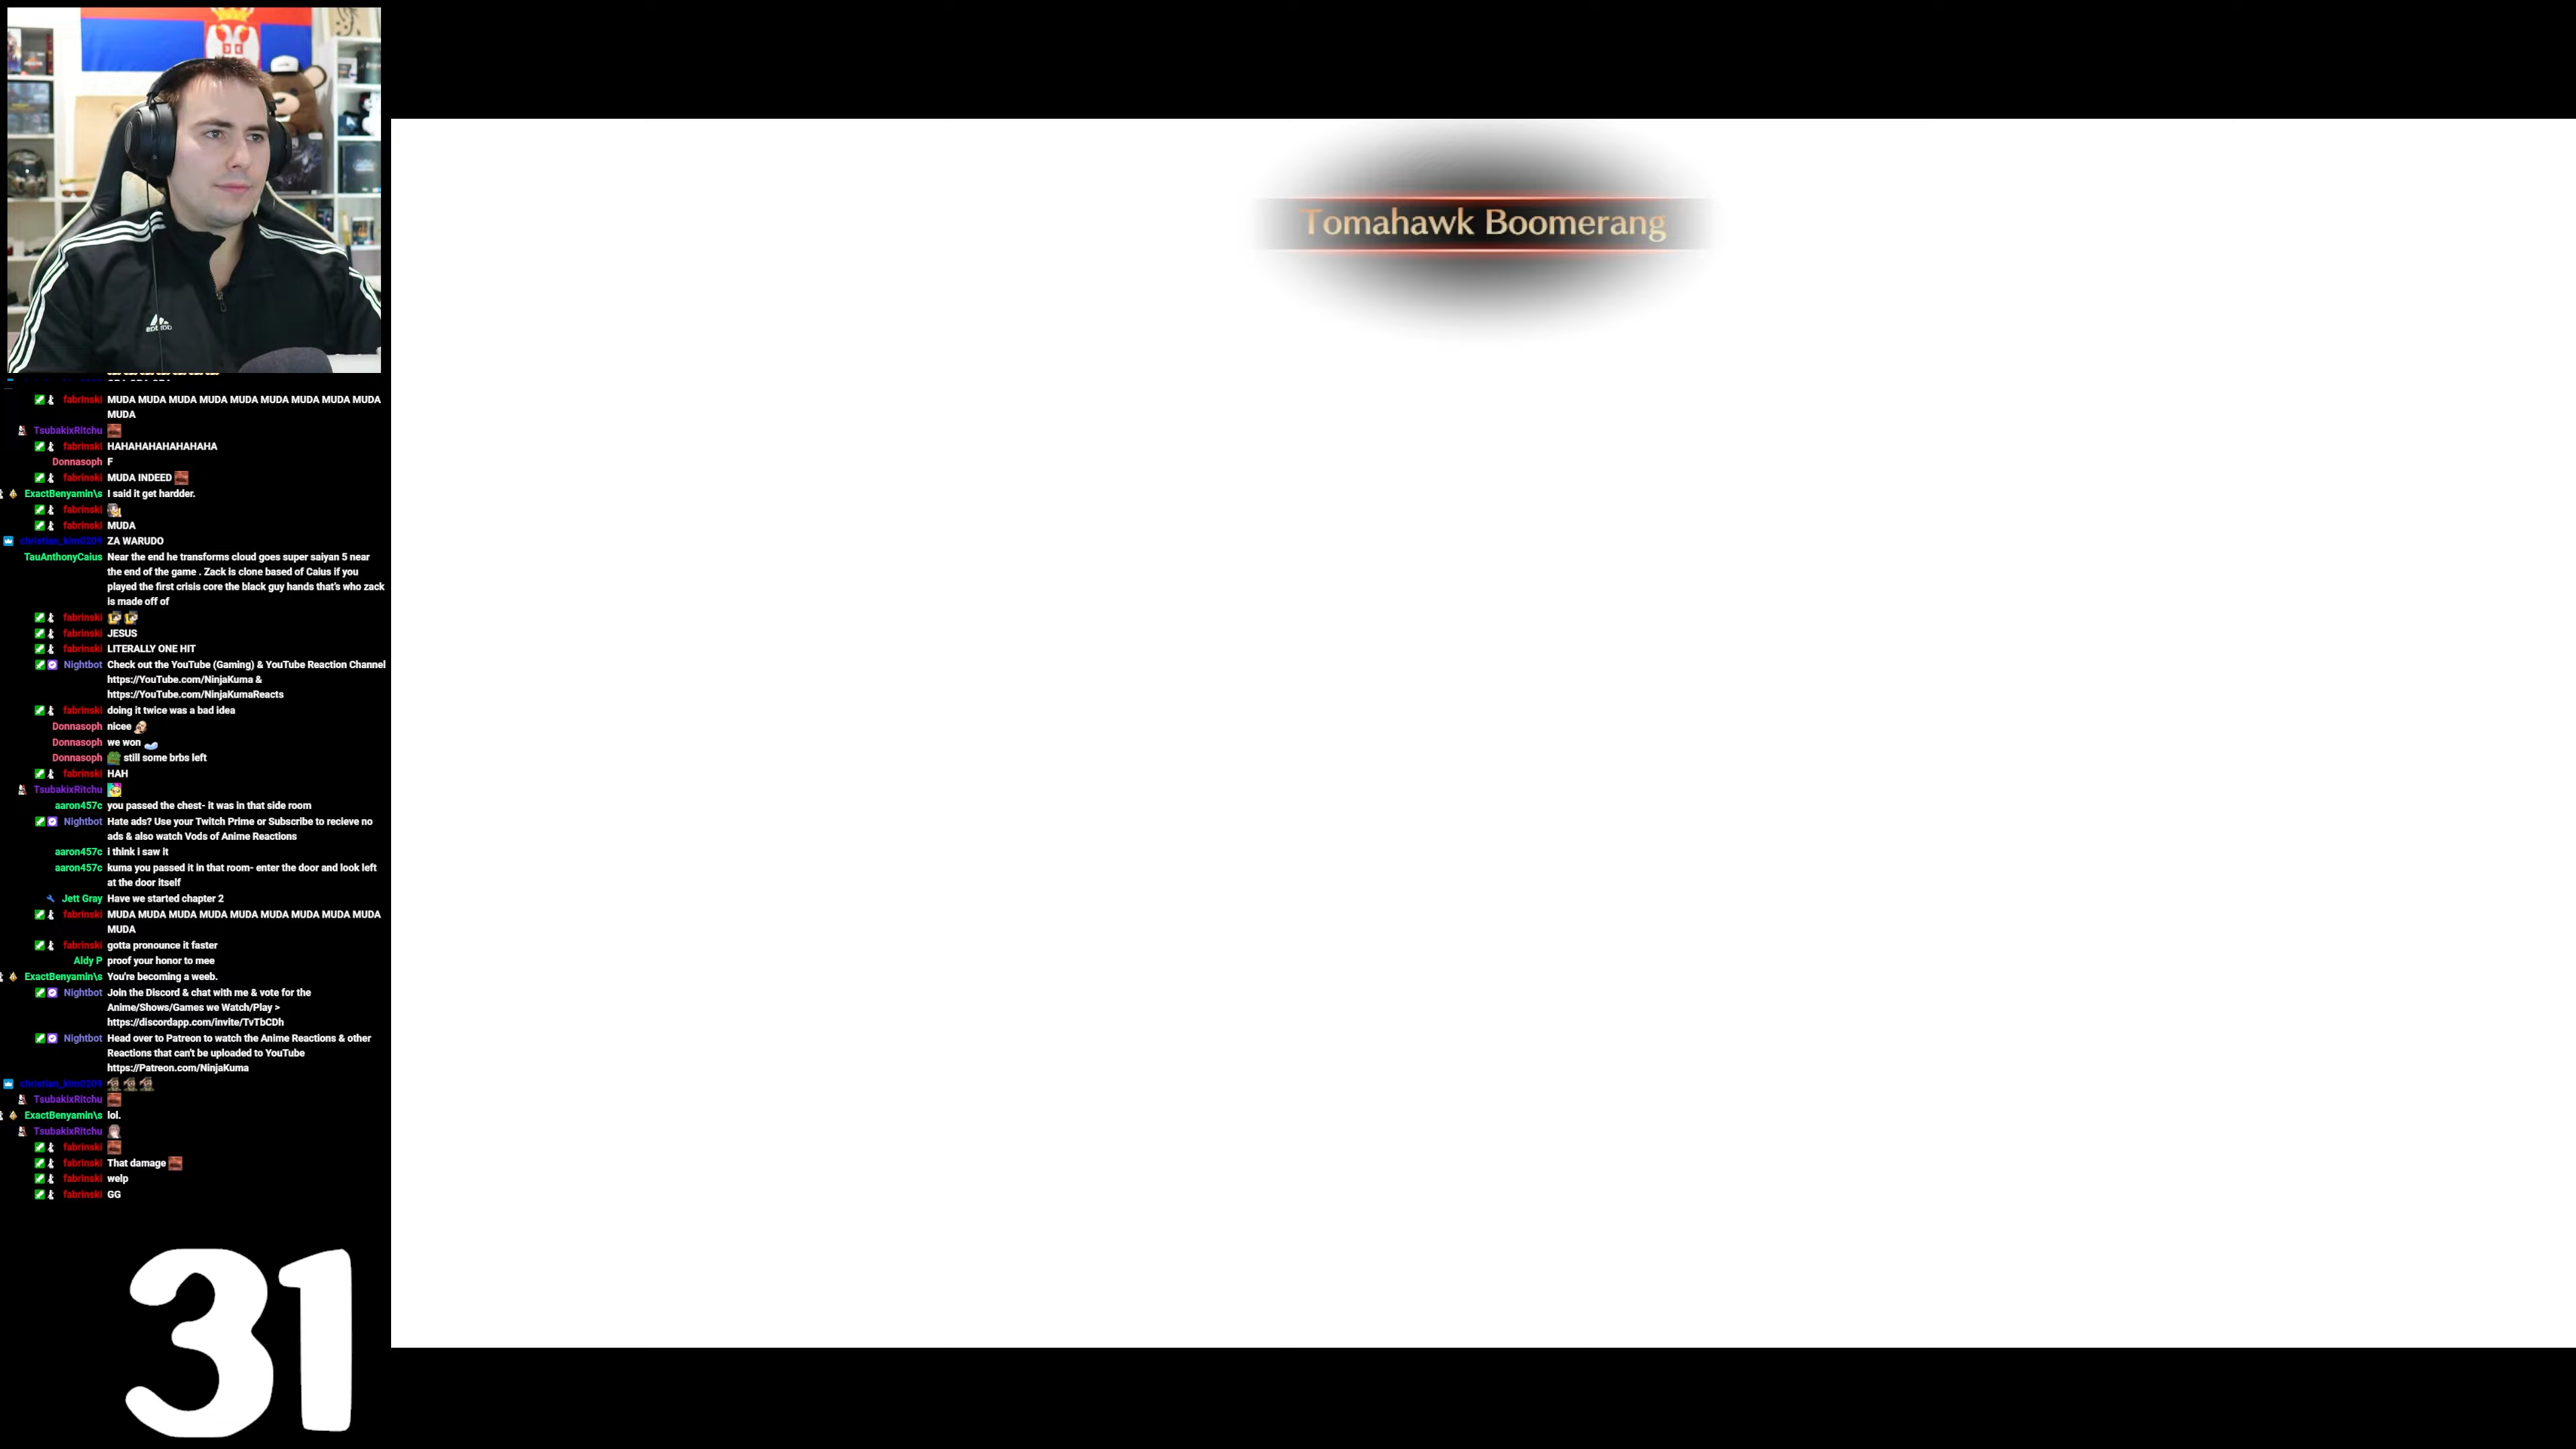 Tomahawk Boomerang
fabrinski MUDA MUDA MUDA MUDA MUDA MUDA MUDA MUDA MUDA
MUDA
TsubakixRitchu
fabrinski HAHAHAHAHAHAHAHA
Donnasoph F
fabrinski MUDA INDEED
ExactBenyamin\s I said it get hardder.
fabrinski
fabrinski MUDA
christian_kim0209 ZA WARUDO
TauAnthonyCaius Near the end he transforms cloud goes super saiyan 5 near
the end of the game . Zack is clone based of Caius if you
played the first crisis core the black guy hands that's who zack
is made off of
fabrinski
fabrinski JESUS
fabrinski LITERALLY ONE HIT
Nightbot Check out the YouTube (Gaming) & YouTube Reaction Channel
https://YouTube.com/NinjaKuma &
https://YouTube.com/NinjaKumaReacts
fabrinski doing it twice was a bad idea
Donnasoph nicee
Donnasoph we won
Donnasoph still some brbs left
fabrinski HAH
TsubakixRitchu
aaron457c you passed the chest- it was in that side room
Nightbot Hate ads? Use your Twitch Prime or Subscribe to recieve no
ads & also watch Vods of Anime Reactions
aaron457c i think i saw it
aaron457c kuma you passed it in that room- enter the door and look left
at the door itself
Jett Gray Have we started chapter 2
fabrinski MUDA MUDA MUDA MUDA MUDA MUDA MUDA MUDA MUDA
MUDA
fabrinski gotta pronounce it faster
Aldy P proof your honor to mee
ExactBenyamin\s You're becoming a weeb.
Nightbot Join the Discord & chat with me & vote for the
Anime/Shows/Games we Watch/Play >
https://discordapp.com/invite/TvTbCDh
Nightbot Head over to Patreon to watch the Anime Reactions & other
Reactions that can't be uploaded to YouTube
https://Patreon.com/NinjaKuma
christian_kim0209
TsubakixRitchu
ExactBenyamin\s lol.
TsubakixRitchu
fabrinski
fabrinski That damage
fabrinski welp
fabrinski GG
31